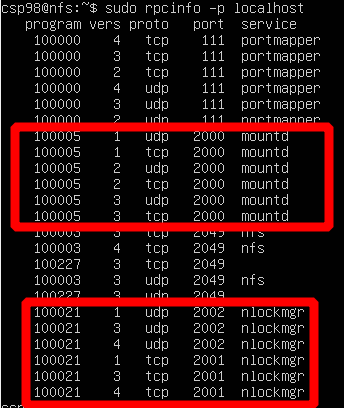 csp98@nfs:~$ sudo rpcinfo -p localhost
program vers proto port service
100000 4 tcp 111 portmapper
100000 3 tcp 111 portmapper
100000 2 tcp 111 portmapper
100000 4 udp 111 portmapper
100000 3 udp 111 portmapper
100000 2 udp 111 portmapper
100005 1 udp 2000 mountd
100005 1 tcp 2000 mountd
100005 2 udp 2000 mountd
100005 2 tcp 2000 mountd
100005 3 udp 2000 mountd
100005 3 tcp 2000 mountd
100003 3 tcp 2049 nfs
100003 4 tcp 2049 nfs
100227 3 tcp 2049
100003 3 udp 2049 nfs
100227 3 udp 2049
100021 1 udp 2002 nlockmgr
100021 3 udp 2002 nlockmgr
100021 4 udp 2002 nlockmgr
100021 1 tcp 2001 nlockmgr
100021 3 tcp 2001 nlockmgr
100021 4 tcp 2001 nlockmgr